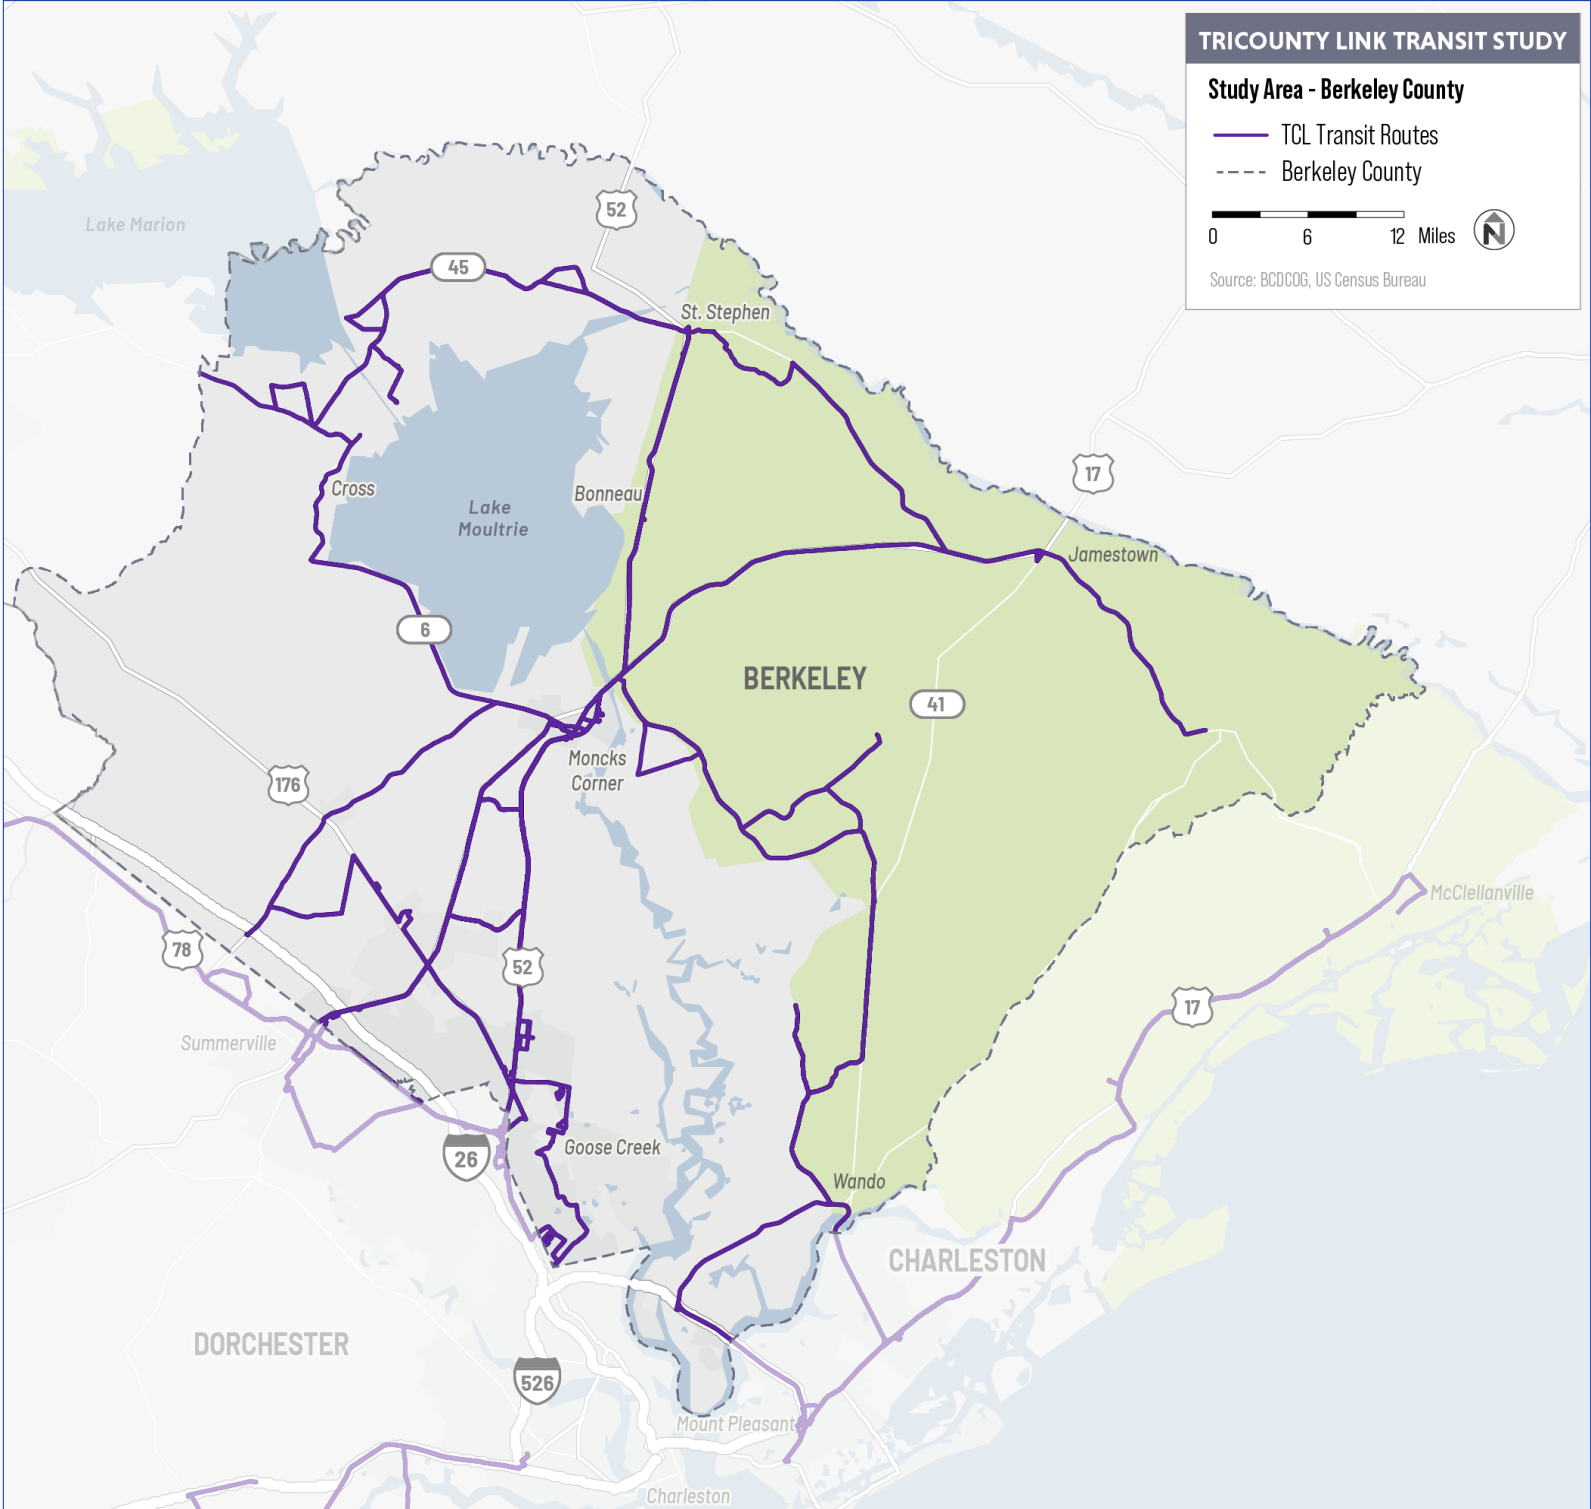 TRICOUNTY LINK TRANSIT STUDY
Study Area - Berkeley County
TCL Transit Routes
Berkeley County
0 6 12 Miles
N
Source: BCDCOG, US Census Bureau
Lake Marion
52
45
St. Stephen
17
Cross
Bonneau
Lake
Moultrie
Jamestown
6
BERKELEY
41
Moncks
Corner
176
McClellanville
78
52
17
Summerville
Goose Creek
26
Wando
CHARLESTON
DORCHESTER
526
Mount Pleasant
Charleston